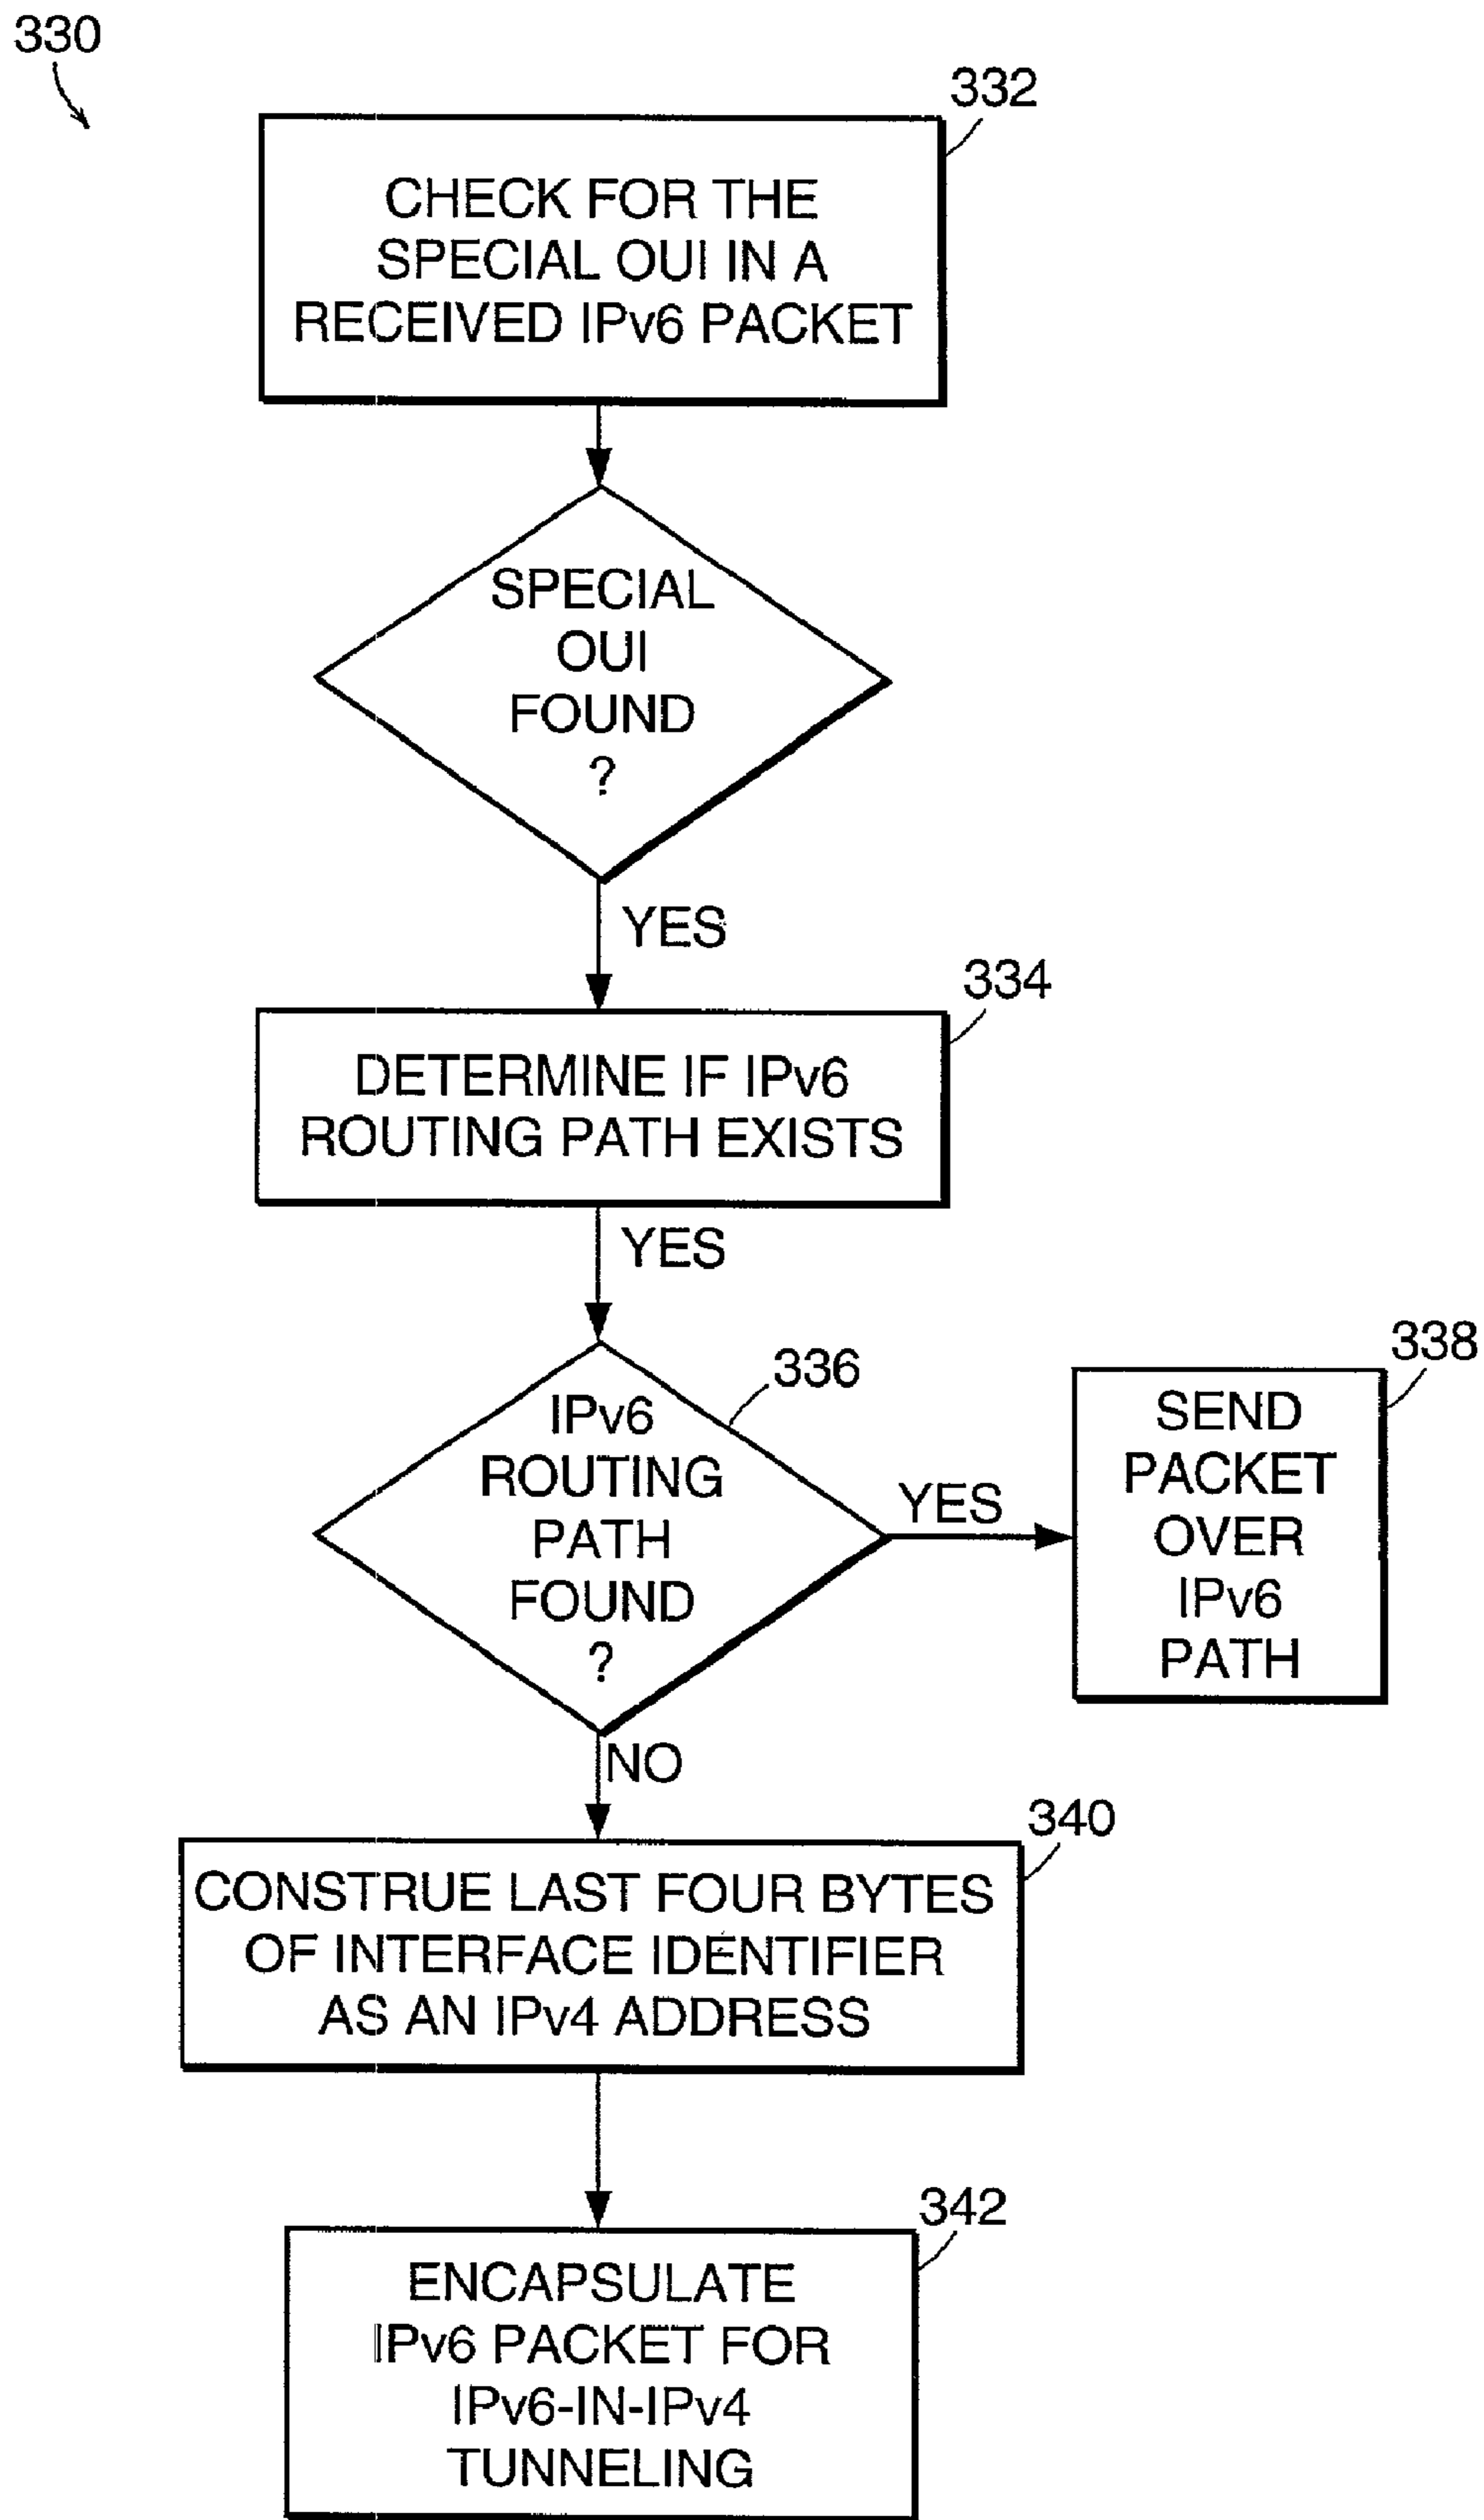 330
332
CHECK FOR THE
SPECIAL OUI IN A
RECEIVED IPv6 PACKET
SPECIAL
OUI
FOUND
?
YES
334
DETERMINE IF IPv6
ROUTING PATH EXISTS
YES
336
IPv6
ROUTING
PATH
FOUND
?
YES
338
SEND
PACKET
OVER
IPv6
PATH
NO
340
CONSTRUE LAST FOUR BYTES
OF INTERFACE IDENTIFIER
AS AN IPv4 ADDRESS
342
ENCAPSULATE
IPv6 PACKET FOR
IPv6-IN-IPv4
TUNNELING